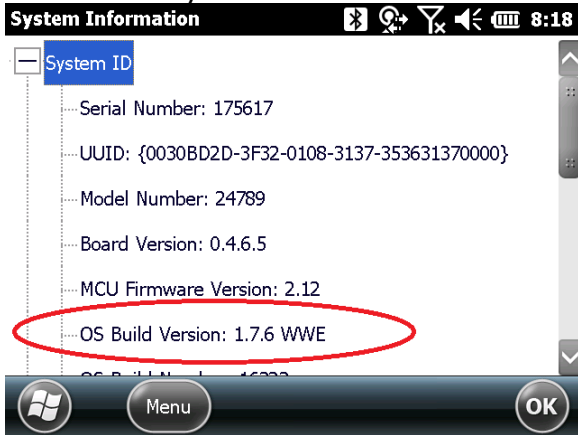 System Information 8:18
System ID
Serial Number: 175617
UUID: {0030BD2D-3F32-0108-3137-353631370000}
Model Number: 24789
Board Version: 0.4.6.5
MCU Firmware Version: 2.12
OS Build Version: 1.7.6 WWE
OS Build
Menu OK